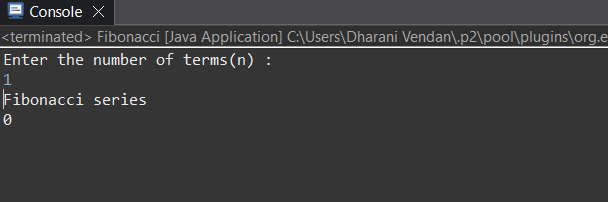 Console
<terminated> Fibonacci [Java Application] C:\Users\Dharani Vendan\.p2\pool\plugins\org.e
Enter the number of terms(n) :
1
Fibonacci series
0